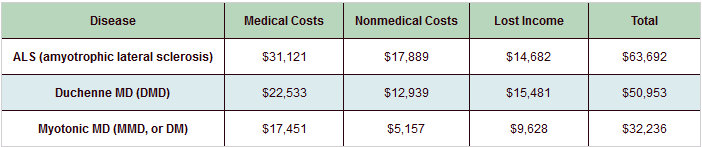 Disease Medical Costs Nonmedical Costs Lost Income Total
ALS (amyotrophic lateral sclerosis) $31,121 $17,889 $14,682 $63,692
Duchenne MD (DMD) $22,533 $12,939 $15,481 $50,953
Myotonic MD (MMD, or DM) $17,451 $5,157 $9,628 $32,236